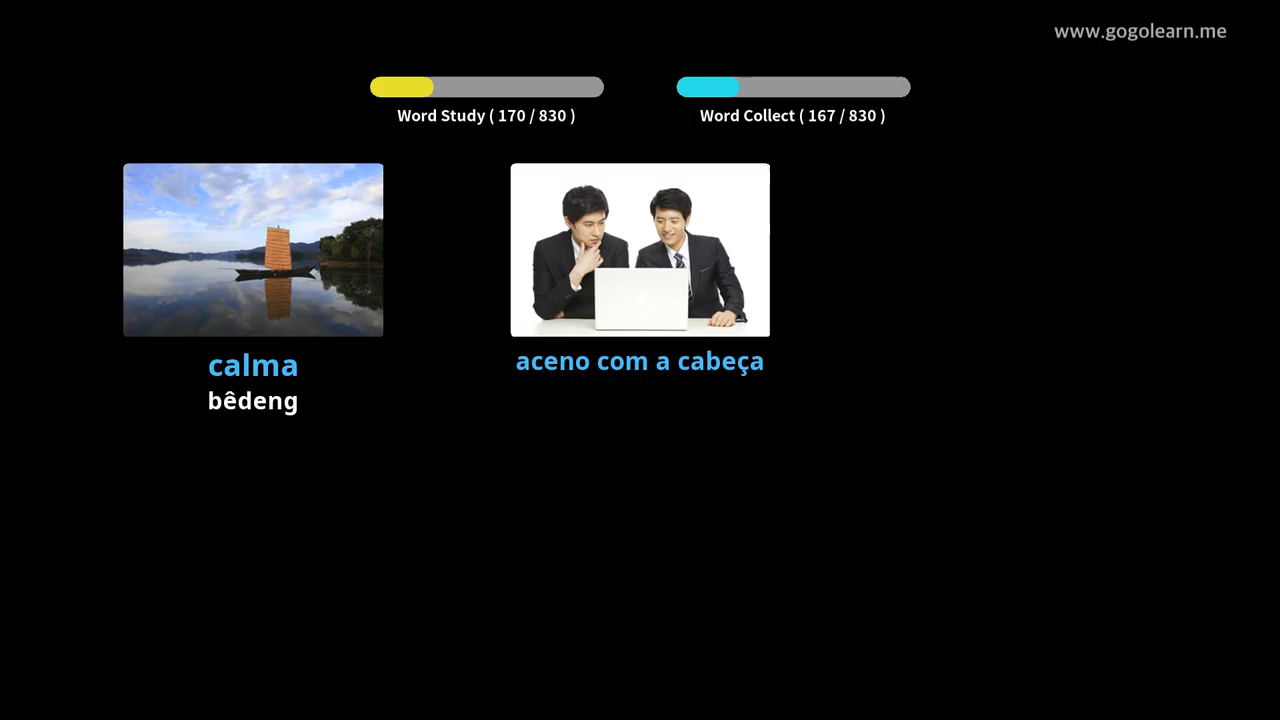 www.gogolearn.me
Word Study ( 170 / 830 )
Word Collect ( 167 / 830 )
calma
bêdeng
aceno com a cabeça